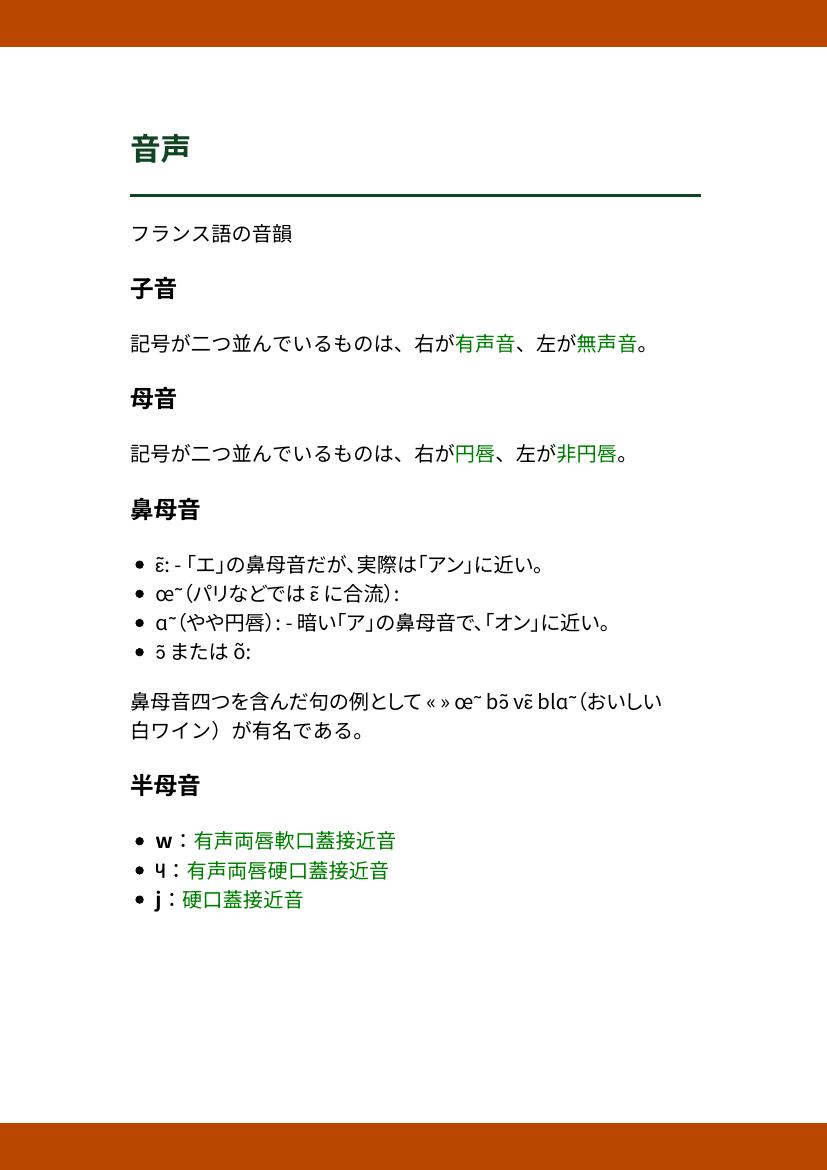 音声
フランス語の音韻
子音
記号が二つ並んでいるものは、右が有声音、左が無声音。
母音
記号が二つ並んでいるものは、右が円唇、左が非円唇。
鼻母音
• ɛ̃: - 「エ」の鼻母音だが、実際は「アン」に近い。
• œ˜（パリなどでは ɛ̃ に合流）:
• ɑ˜（やや円唇）: - 暗い「ア」の鼻母音で、「オン」に近い。
• ɔ̃ または õ:
鼻母音四つを含んだ句の例として « » œ˜ bɔ̃ vɛ̃ blɑ˜（おいしい
白ワイン）が有名である。
半母音
• w：有声両唇軟口蓋接近音
• ɥ：有声両唇硬口蓋接近音
• j：硬口蓋接近音